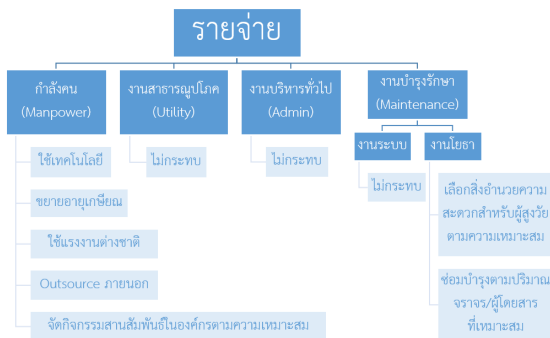 รายจ่าย
กำลังคน
(Manpower)
งานสาธารณูปโภค
(Utility)
งานบริหารทั่วไป
(Admin)
งานบำรุงรักษา
(Maintenance)
ใช้เทคโนโลยี
ขยายอายุเกษียณ
ใช้แรงงานต่างชาติ
Outsource ภายนอก
จัดกิจกรรมสานสัมพันธ์ในองค์กรตามความเหมาะสม
ไม่กระทบ
ไม่กระทบ
งานระบบ
ไม่กระทบ
งานโยธา
เลือกสิ่งอำนวยความ
สะดวกสำหรับผู้สูงวัย
ตามความเหมาะสม
ซ่อมบำรุงตามปริมาณ
จราจร/ผู้โดยสาร
ที่เหมาะสม